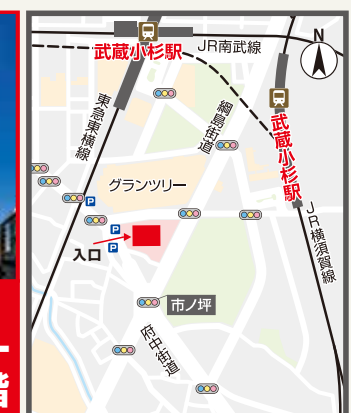 武蔵小杉駅
JR南武線
N
東急東横線
綱島街道
武蔵小杉駅
グランツリー
P
P
P
入口
JR横須賀線
市ノ坪
府中街道
階